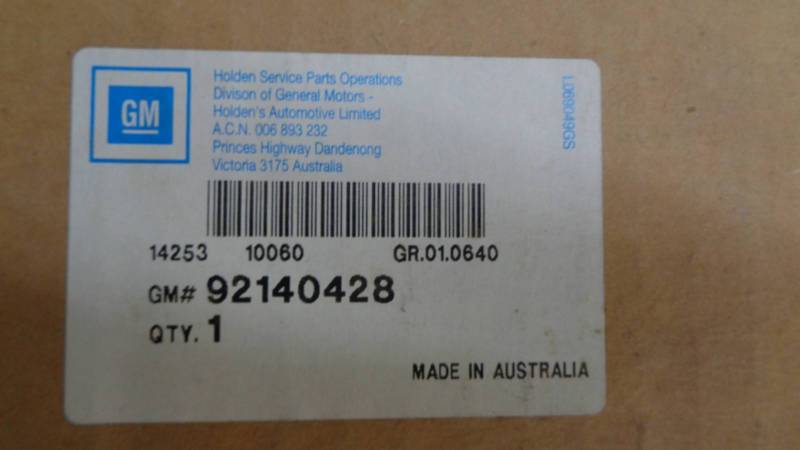 GM
Holden Service Parts Operations
Divison of General Motors -
Holden's Automotive Limited
A.C.N. 006 893 232
Princes Highway Dandenong
Victoria 3175 Australia
LD69049GS
14253 10060 GR.01.0640
GM# 92140428
QTY. 1
MADE IN AUSTRALIA